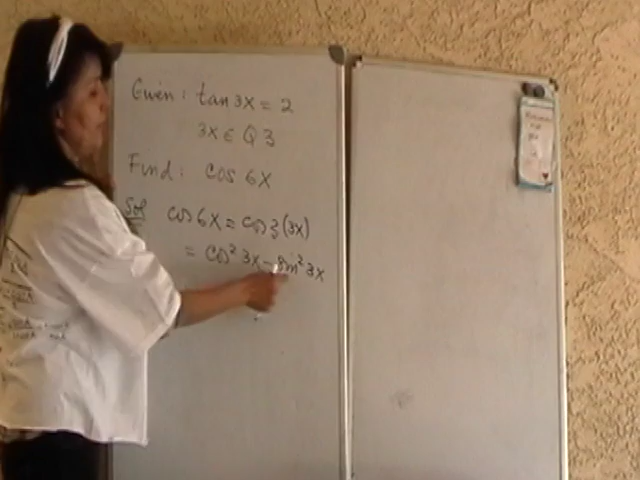 Given: tan 3x = 2
3x ∈ Q 3
Find: cos 6x
Sol cos 6x = cos 2(3x)
= cos² 3x - sin² 3x